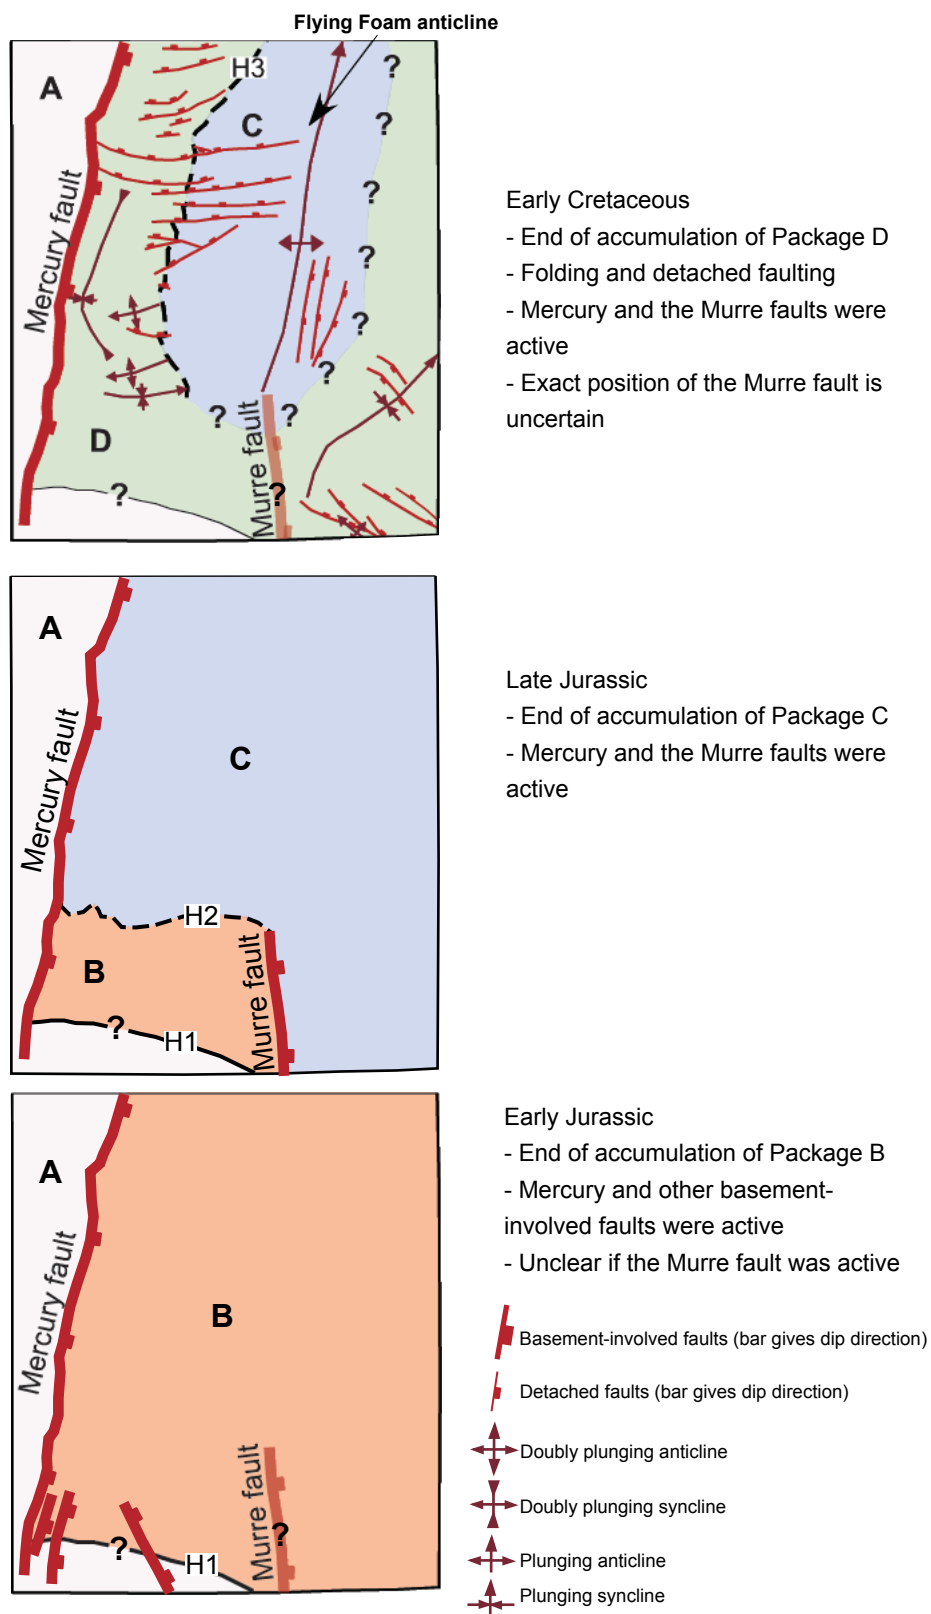 Flying Foam anticline
A
H3
?
C
?
Mercury fault
?
?
?
?
?
?
D
Murre fault
?
?
Early Cretaceous
- End of accumulation of Package D
- Folding and detached faulting
- Mercury and the Murre faults were
active
- Exact position of the Murre fault is
uncertain
A
Mercury fault
C
H2
B
Murre fault
?
H1
Late Jurassic
- End of accumulation of Package C
- Mercury and the Murre faults were
active
A
Mercury fault
B
Murre fault
?
?
H1
Early Jurassic
- End of accumulation of Package B
- Mercury and other basement-
involved faults were active
- Unclear if the Murre fault was active
Basement-involved faults (bar gives dip direction)
Detached faults (bar gives dip direction)
Doubly plunging anticline
Doubly plunging syncline
Plunging anticline
Plunging syncline